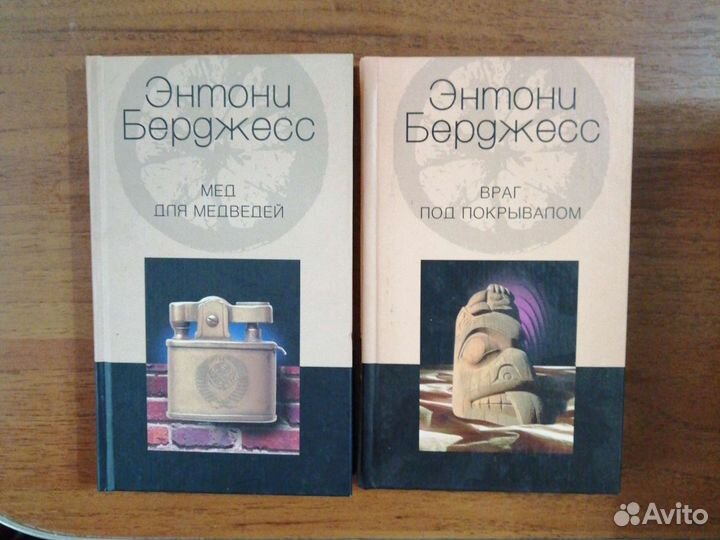 Энтони
Берджесс
МЕД
ДЛЯ МЕДВЕДЕЙ
Энтони
Берджесс
ВРАГ
ПОД ПОКРЫВАЛОМ
Avito